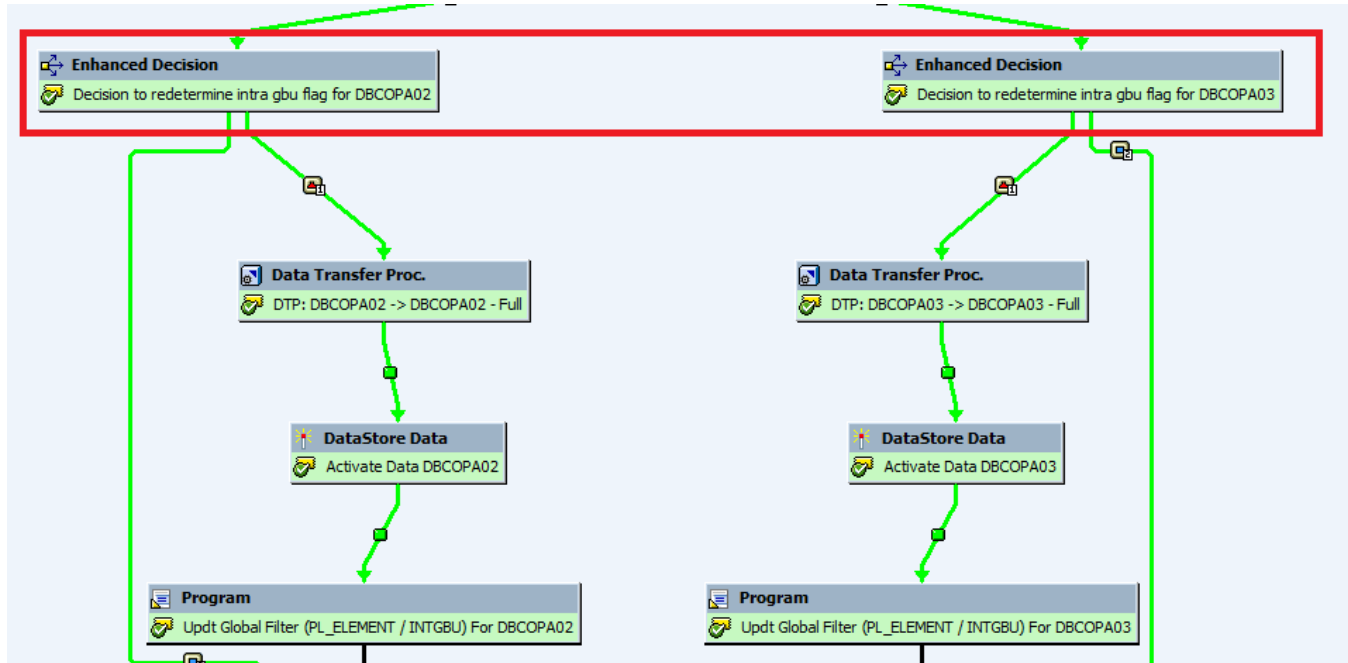 Enhanced Decision
Decision to redetermine intra gbu flag for DBCOPA02
Enhanced Decision
Decision to redetermine intra gbu flag for DBCOPA03
2
1
1
Data Transfer Proc.
DTP: DBCOPA02 -> DBCOPA02 - Full
Data Transfer Proc.
DTP: DBCOPA03 -> DBCOPA03 - Full
DataStore Data
Activate Data DBCOPA02
DataStore Data
Activate Data DBCOPA03
Program
Updt Global Filter (PL_ELEMENT / INTGBU) For DBCOPA02
Program
Updt Global Filter (PL_ELEMENT / INTGBU) For DBCOPA03